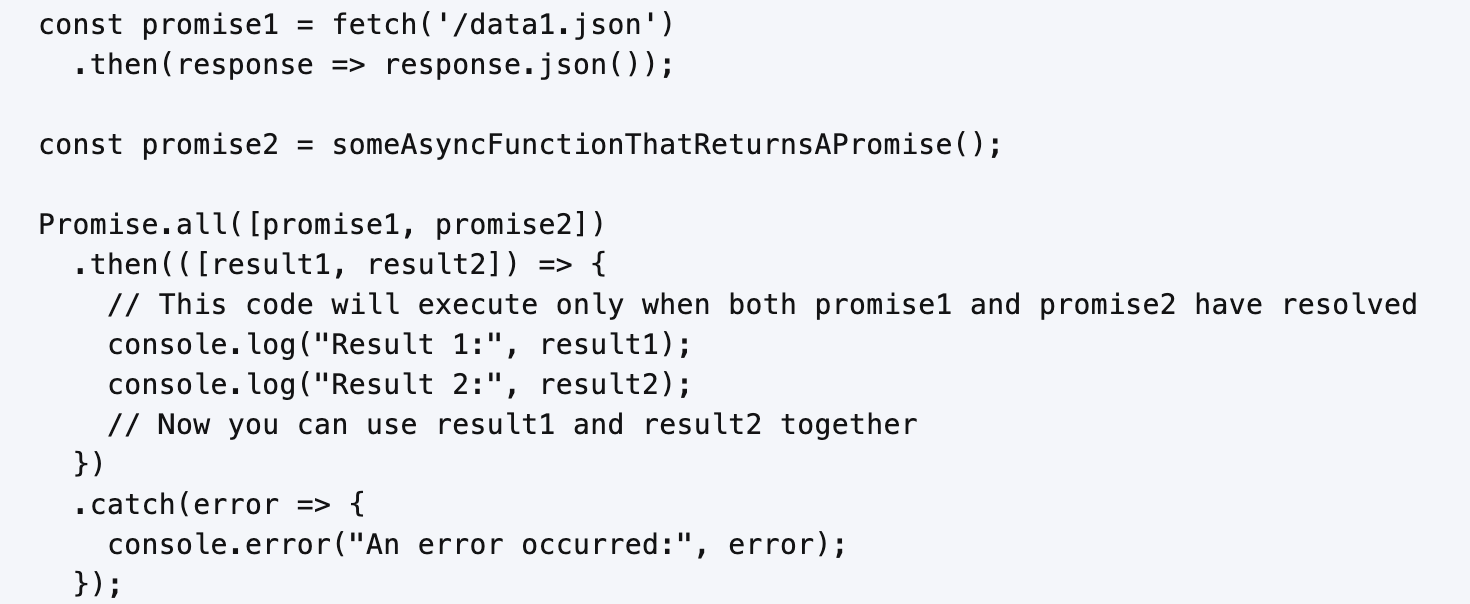 const promise1 = fetch('/data1.json')
  .then(response => response.json());

const promise2 = someAsyncFunctionThatReturnsAPromise();

Promise.all([promise1, promise2])
  .then(([result1, result2]) => {
    // This code will execute only when both promise1 and promise2 have resolved
    console.log("Result 1:", result1);
    console.log("Result 2:", result2);
    // Now you can use result1 and result2 together
  })
  .catch(error => {
    console.error("An error occurred:", error);
  });